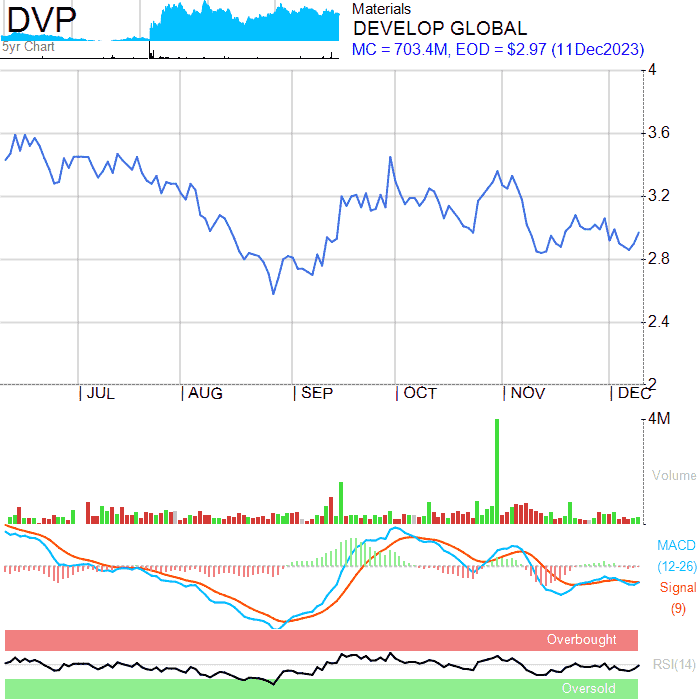 DVP
5yr Chart
Materials
DEVELOP GLOBAL
MC = 703.4M, EOD = $2.97 (11Dec2023)
4
3.6
3.2
2.8
2.4
2
JUL AUG SEP OCT NOV DEC
4M
Volume
MACD
(12-26)
Signal
(9)
Overbought
RSI(14)
Oversold